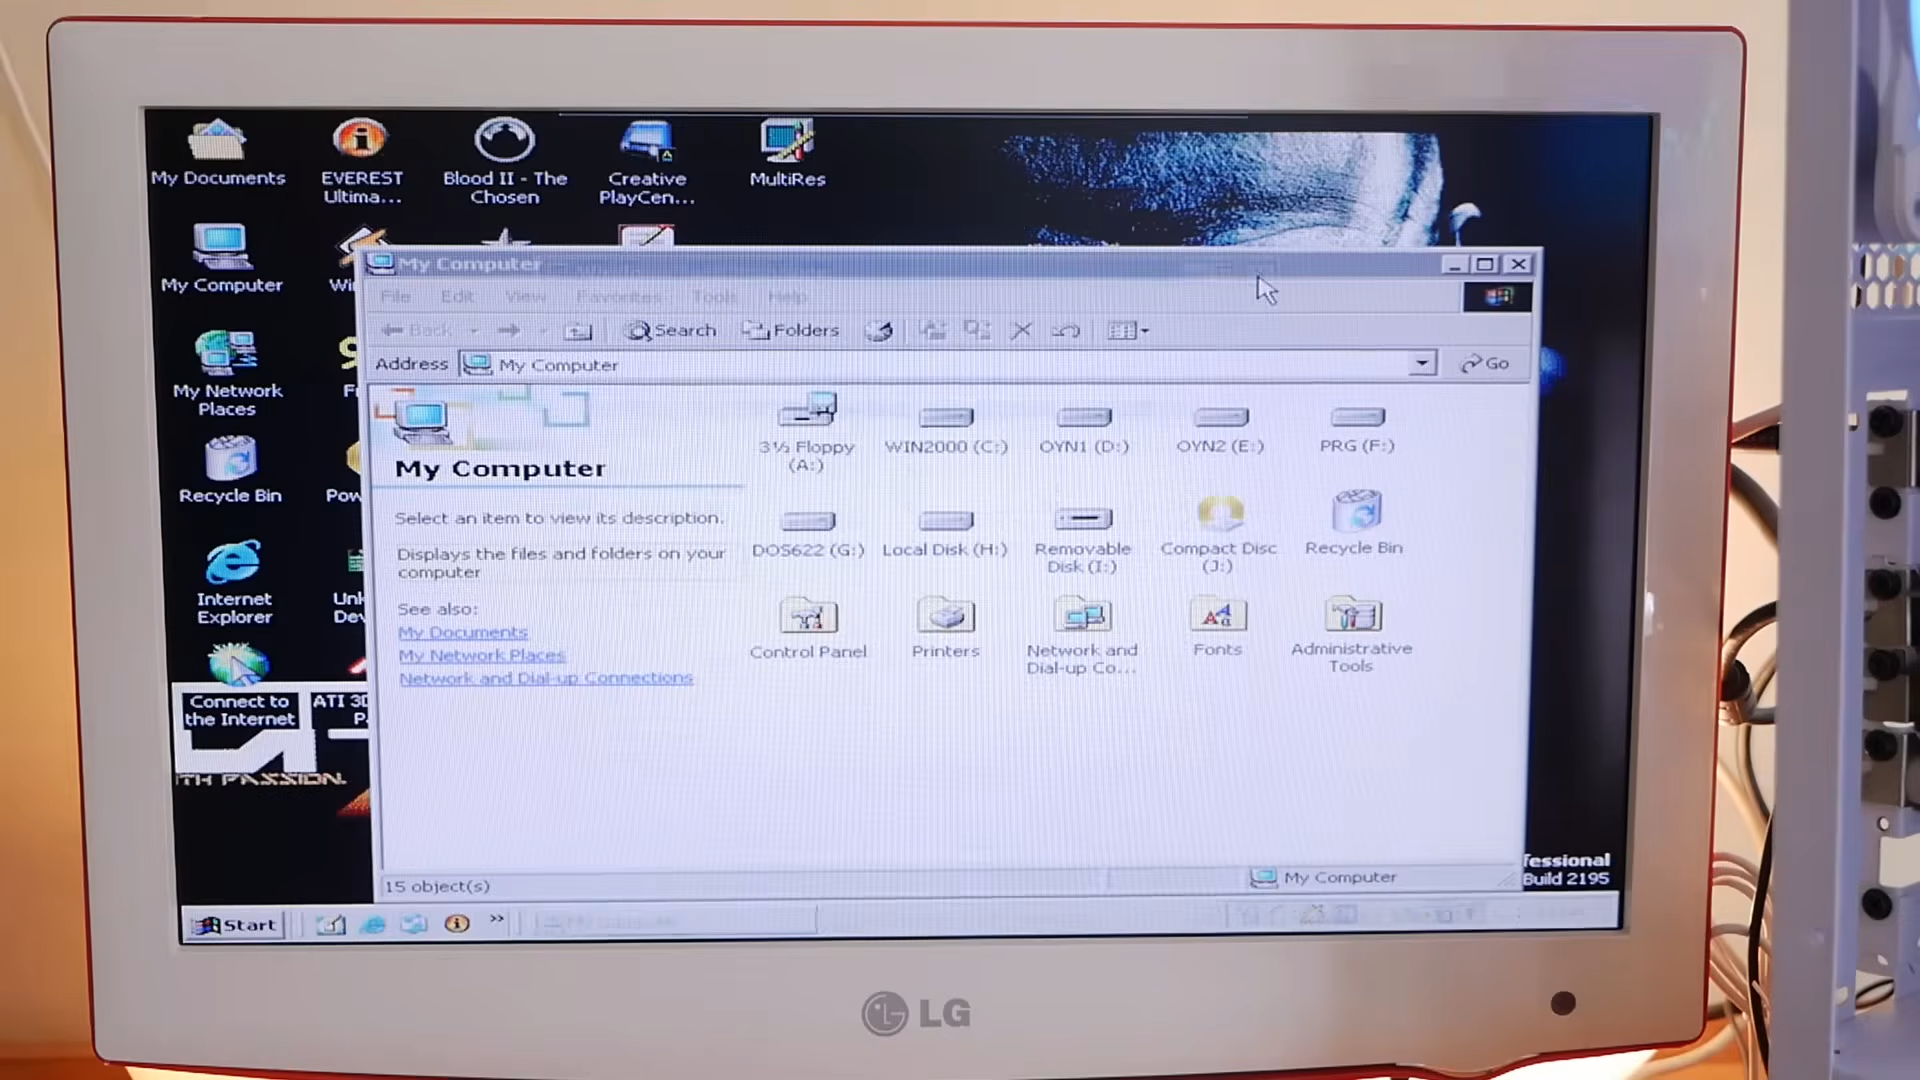 My Documents
EVEREST
Ultima...
Blood II - The
Chosen
Creative
PlayCen...
MultiRes
My Computer
My Network
Places
Recycle Bin
Pow
Internet
Explorer
Connect to
the Internet
ATI 3D
ITH PASSION.
My Computer
File Edit View Favorites Tools Help
Back Search Folders
Address My Computer Go
My Computer
Select an item to view its description.
Displays the files and folders on your
computer
See also:
My Documents
My Network Places
Network and Dial-up Connections
3½ Floppy
(A:)
WIN2000 (C:)
OYN1 (D:)
OYN2 (E:)
PRG (F:)
DOS622 (G:)
Local Disk (H:)
Removable
Disk (I:)
Compact Disc
(J:)
Recycle Bin
Control Panel
Printers
Network and
Dial-up Co...
Fonts
Administrative
Tools
15 object(s)
My Computer
fessional
Build 2195
Start
LG